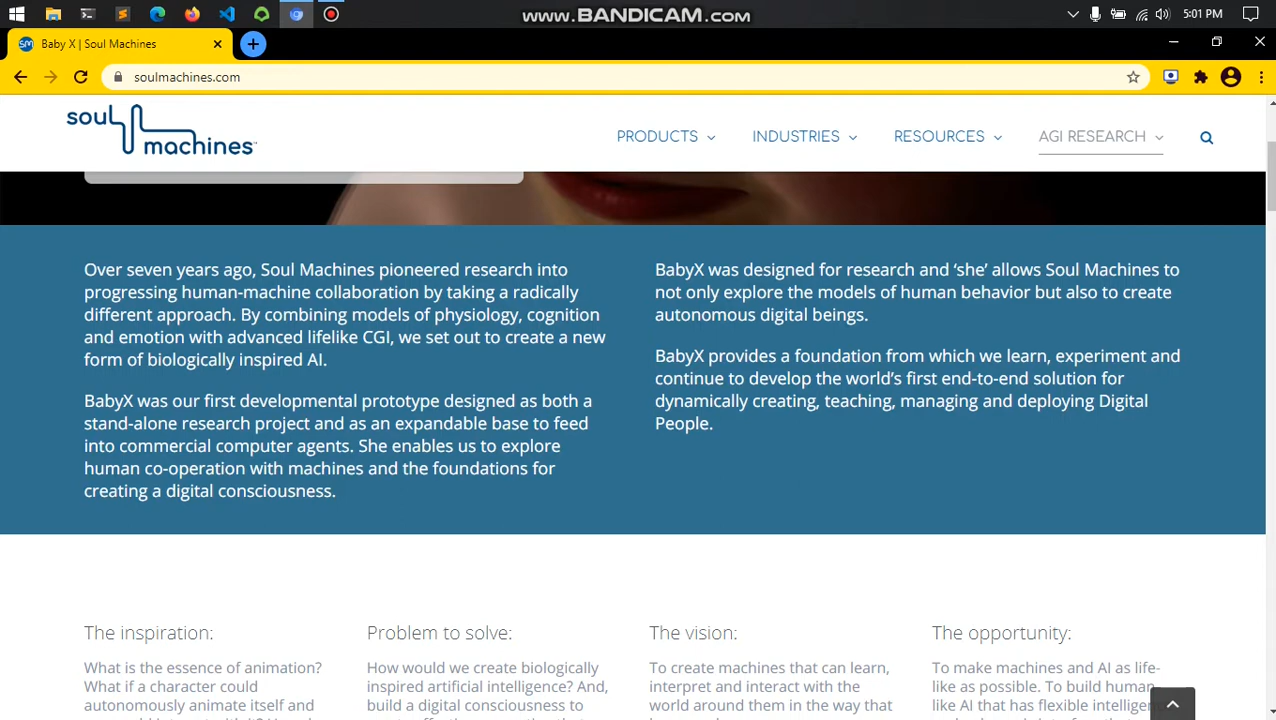 www.BANDICAM.com
5:01 PM
Baby X | Soul Machines
soulmachines.com
soul machines
PRODUCTS
INDUSTRIES
RESOURCES
AGI RESEARCH
Over seven years ago, Soul Machines pioneered research into
progressing human-machine collaboration by taking a radically
different approach. By combining models of physiology, cognition
and emotion with advanced lifelike CGI, we set out to create a new
form of biologically inspired AI.
BabyX was our first developmental prototype designed as both a
stand-alone research project and as an expandable base to feed
into commercial computer agents. She enables us to explore
human co-operation with machines and the foundations for
creating a digital consciousness.
BabyX was designed for research and ‘she’ allows Soul Machines to
not only explore the models of human behavior but also to create
autonomous digital beings.
BabyX provides a foundation from which we learn, experiment and
continue to develop the world’s first end-to-end solution for
dynamically creating, teaching, managing and deploying Digital
People.
The inspiration:
What is the essence of animation?
What if a character could
autonomously animate itself and
Problem to solve:
How would we create biologically
inspired artificial intelligence? And,
build a digital consciousness to
The vision:
To create machines that can learn,
interpret and interact with the
world around them in the way that
The opportunity:
To make machines and AI as life-
like as possible. To build human-
like AI that has flexible